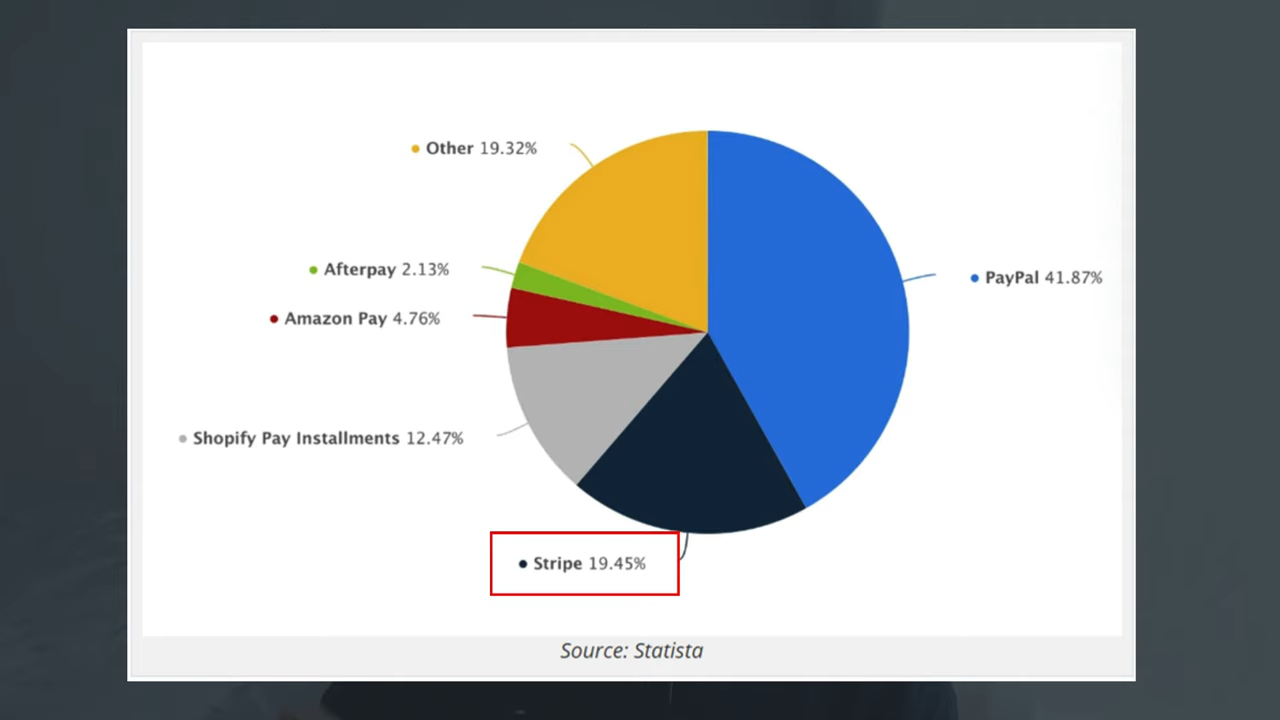 Other 19.32%
Afterpay 2.13%
PayPal 41.87%
Amazon Pay 4.76%
Shopify Pay Installments 12.47%
Stripe 19.45%
Source: Statista